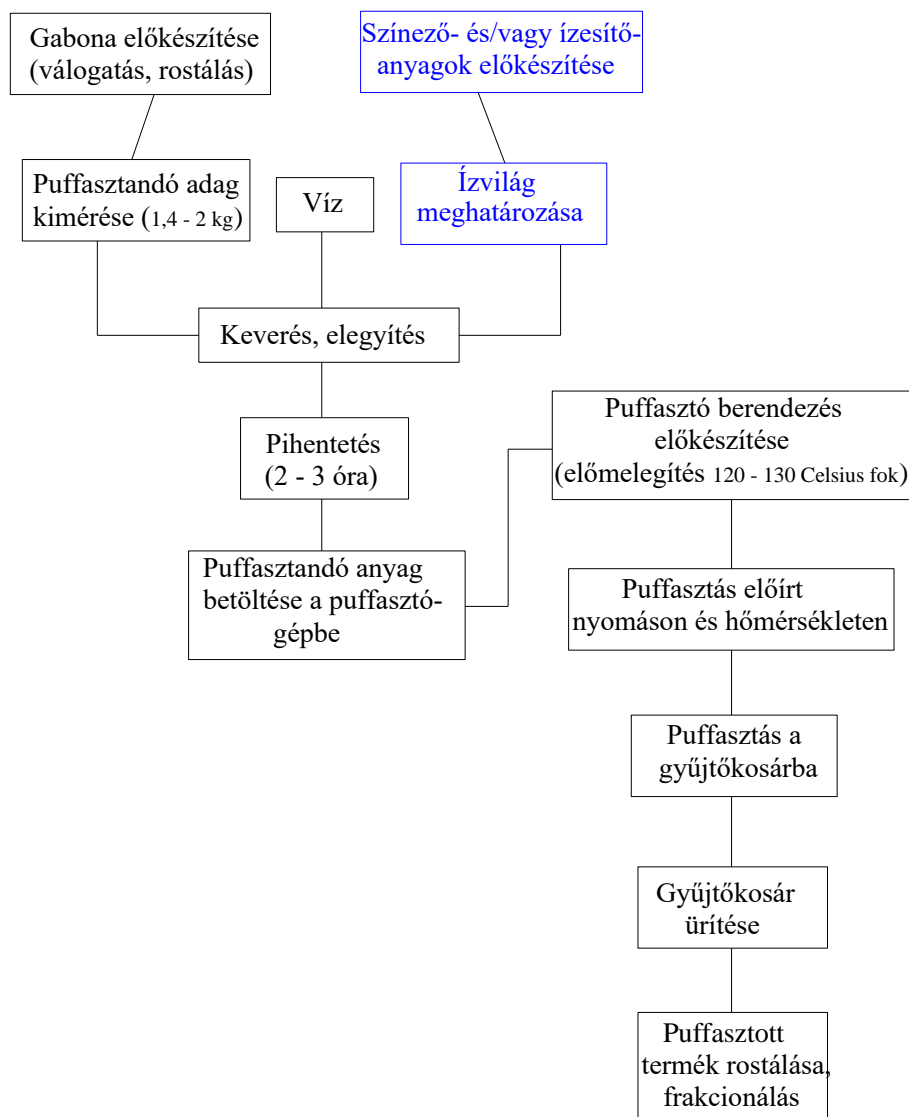 Gabona előkészítése
(válogatás, rostálás)
Színező- és/vagy ízesítő-
anyagok előkészítése
Puffasztandó adag
kimérése (1,4 - 2 kg)
Víz
Ízvilág
meghatározása
Keverés, elegyítés
Pihentetés
(2 - 3 óra)
Puffasztó berendezés
előkészítése
(előmelegítés 120 - 130 Celsius fok)
Puffasztandó anyag
betöltése a puffasztó-
gépbe
Puffasztás előírt
nyomáson és hőmérsékleten
Puffasztás a
gyűjtőkosárba
Gyűjtőkosár
ürítése
Puffasztott
termék rostálása,
frakcionálás